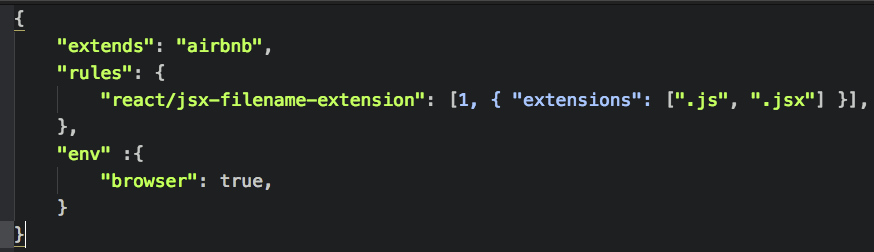 {
    "extends": "airbnb",
    "rules": {
        "react/jsx-filename-extension": [1, { "extensions": [".js", ".jsx"] }],
    },
    "env" :{
        "browser": true,
    }
}